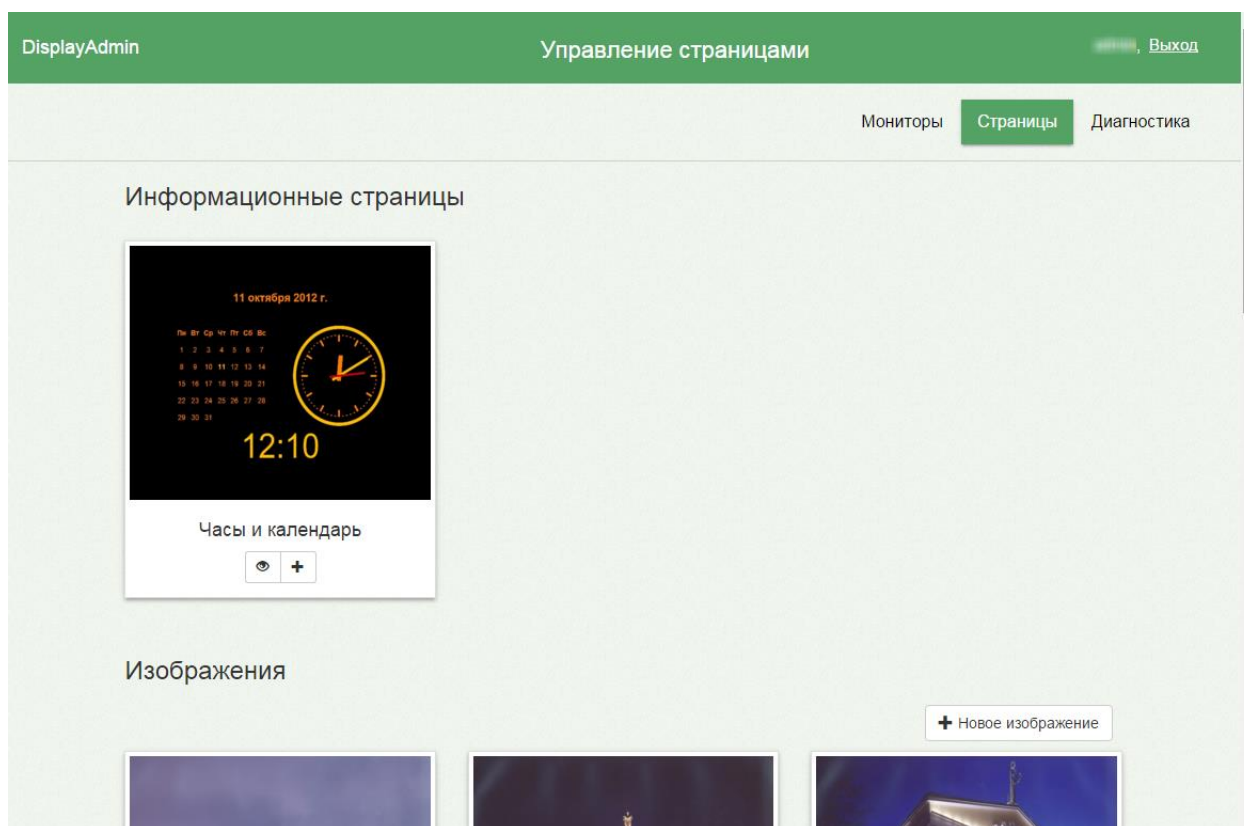 DisplayAdmin
Управление страницами
, Выход
Мониторы Страницы Диагностика
Информационные страницы
11 октября 2012 г.
Пн Вт Ср Чт Пт Сб Вс
1 2 3 4 5 6 7
8 9 10 11 12 13 14
15 16 17 18 19 20 21
22 23 24 25 26 27 28
29 30 31
12:10
Часы и календарь
Изображения
+ Новое изображение